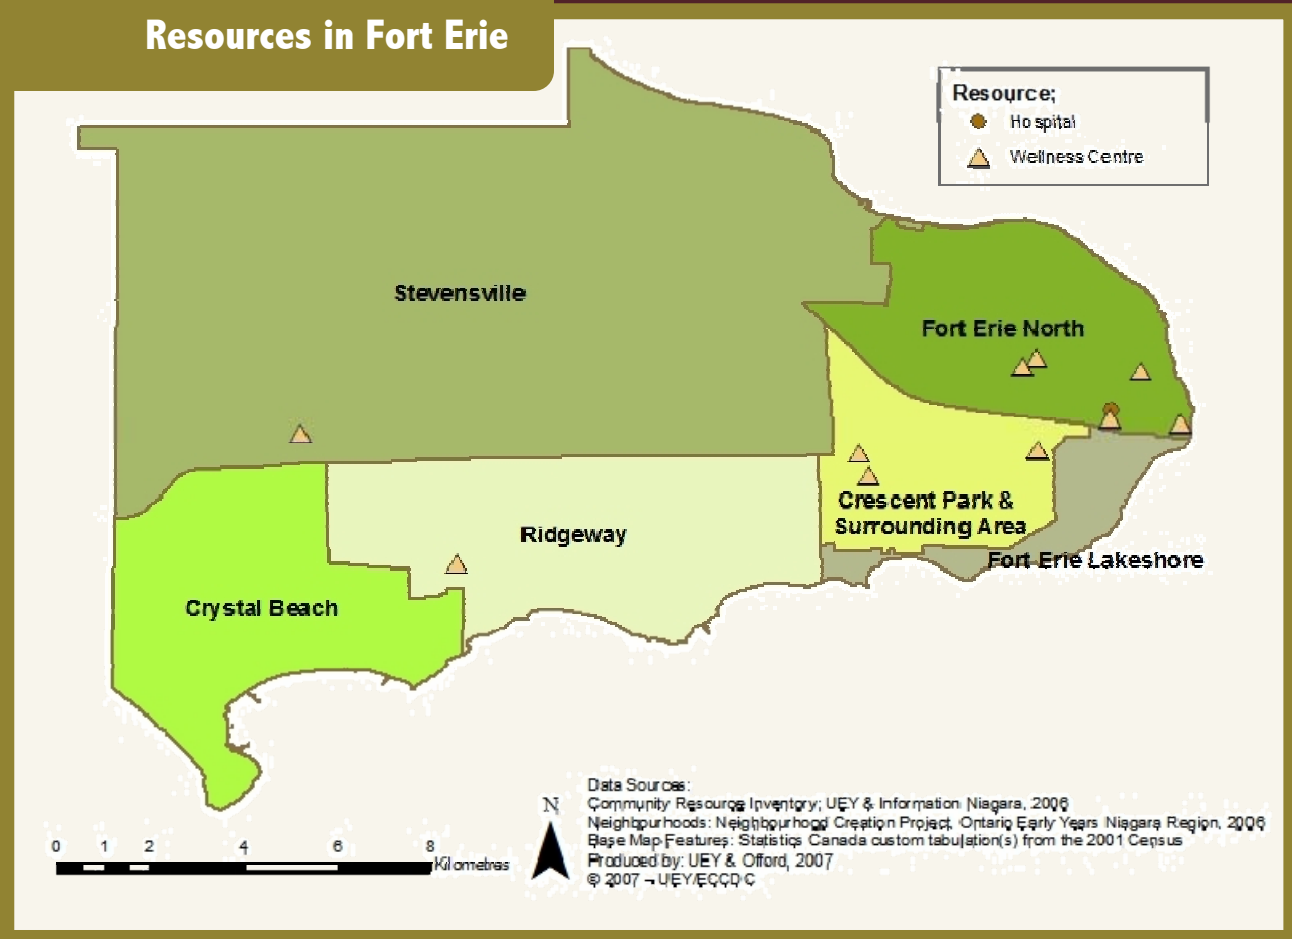 Resources in Fort Erie
Resource;
Hospital
Wellness Centre
Stevensville
Fort Erie North
Crescent Park &
Surrounding Area
Ridgeway
Fort Erie Lakeshore
Crystal Beach
Data Sources:
Community Resource Inventory; UEY & Information Niagara, 2006
Neighbourhoods: Neighbourhood Creation Project, Ontario Early Years Niagara Region, 2006
Base Map Features: Statistics Canada custom tabulation(s) from the 2001 Census
Produced by: UEY & Offord, 2007
© 2007 - UEY/ECCDC
N
0 1 2 4 6 8
Kilometres